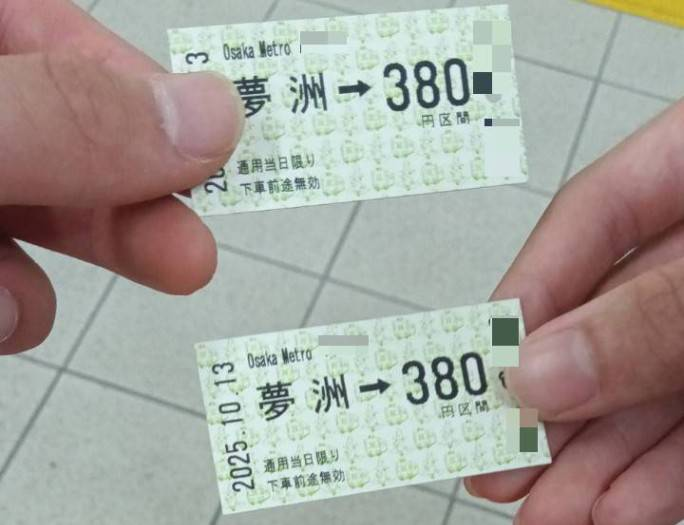 Osaka Metro
夢洲→380
円区間
通用当日限り
下車前途無効
2025.10.13
Osaka Metro
夢洲→380
円区間
通用当日限り
下車前途無効